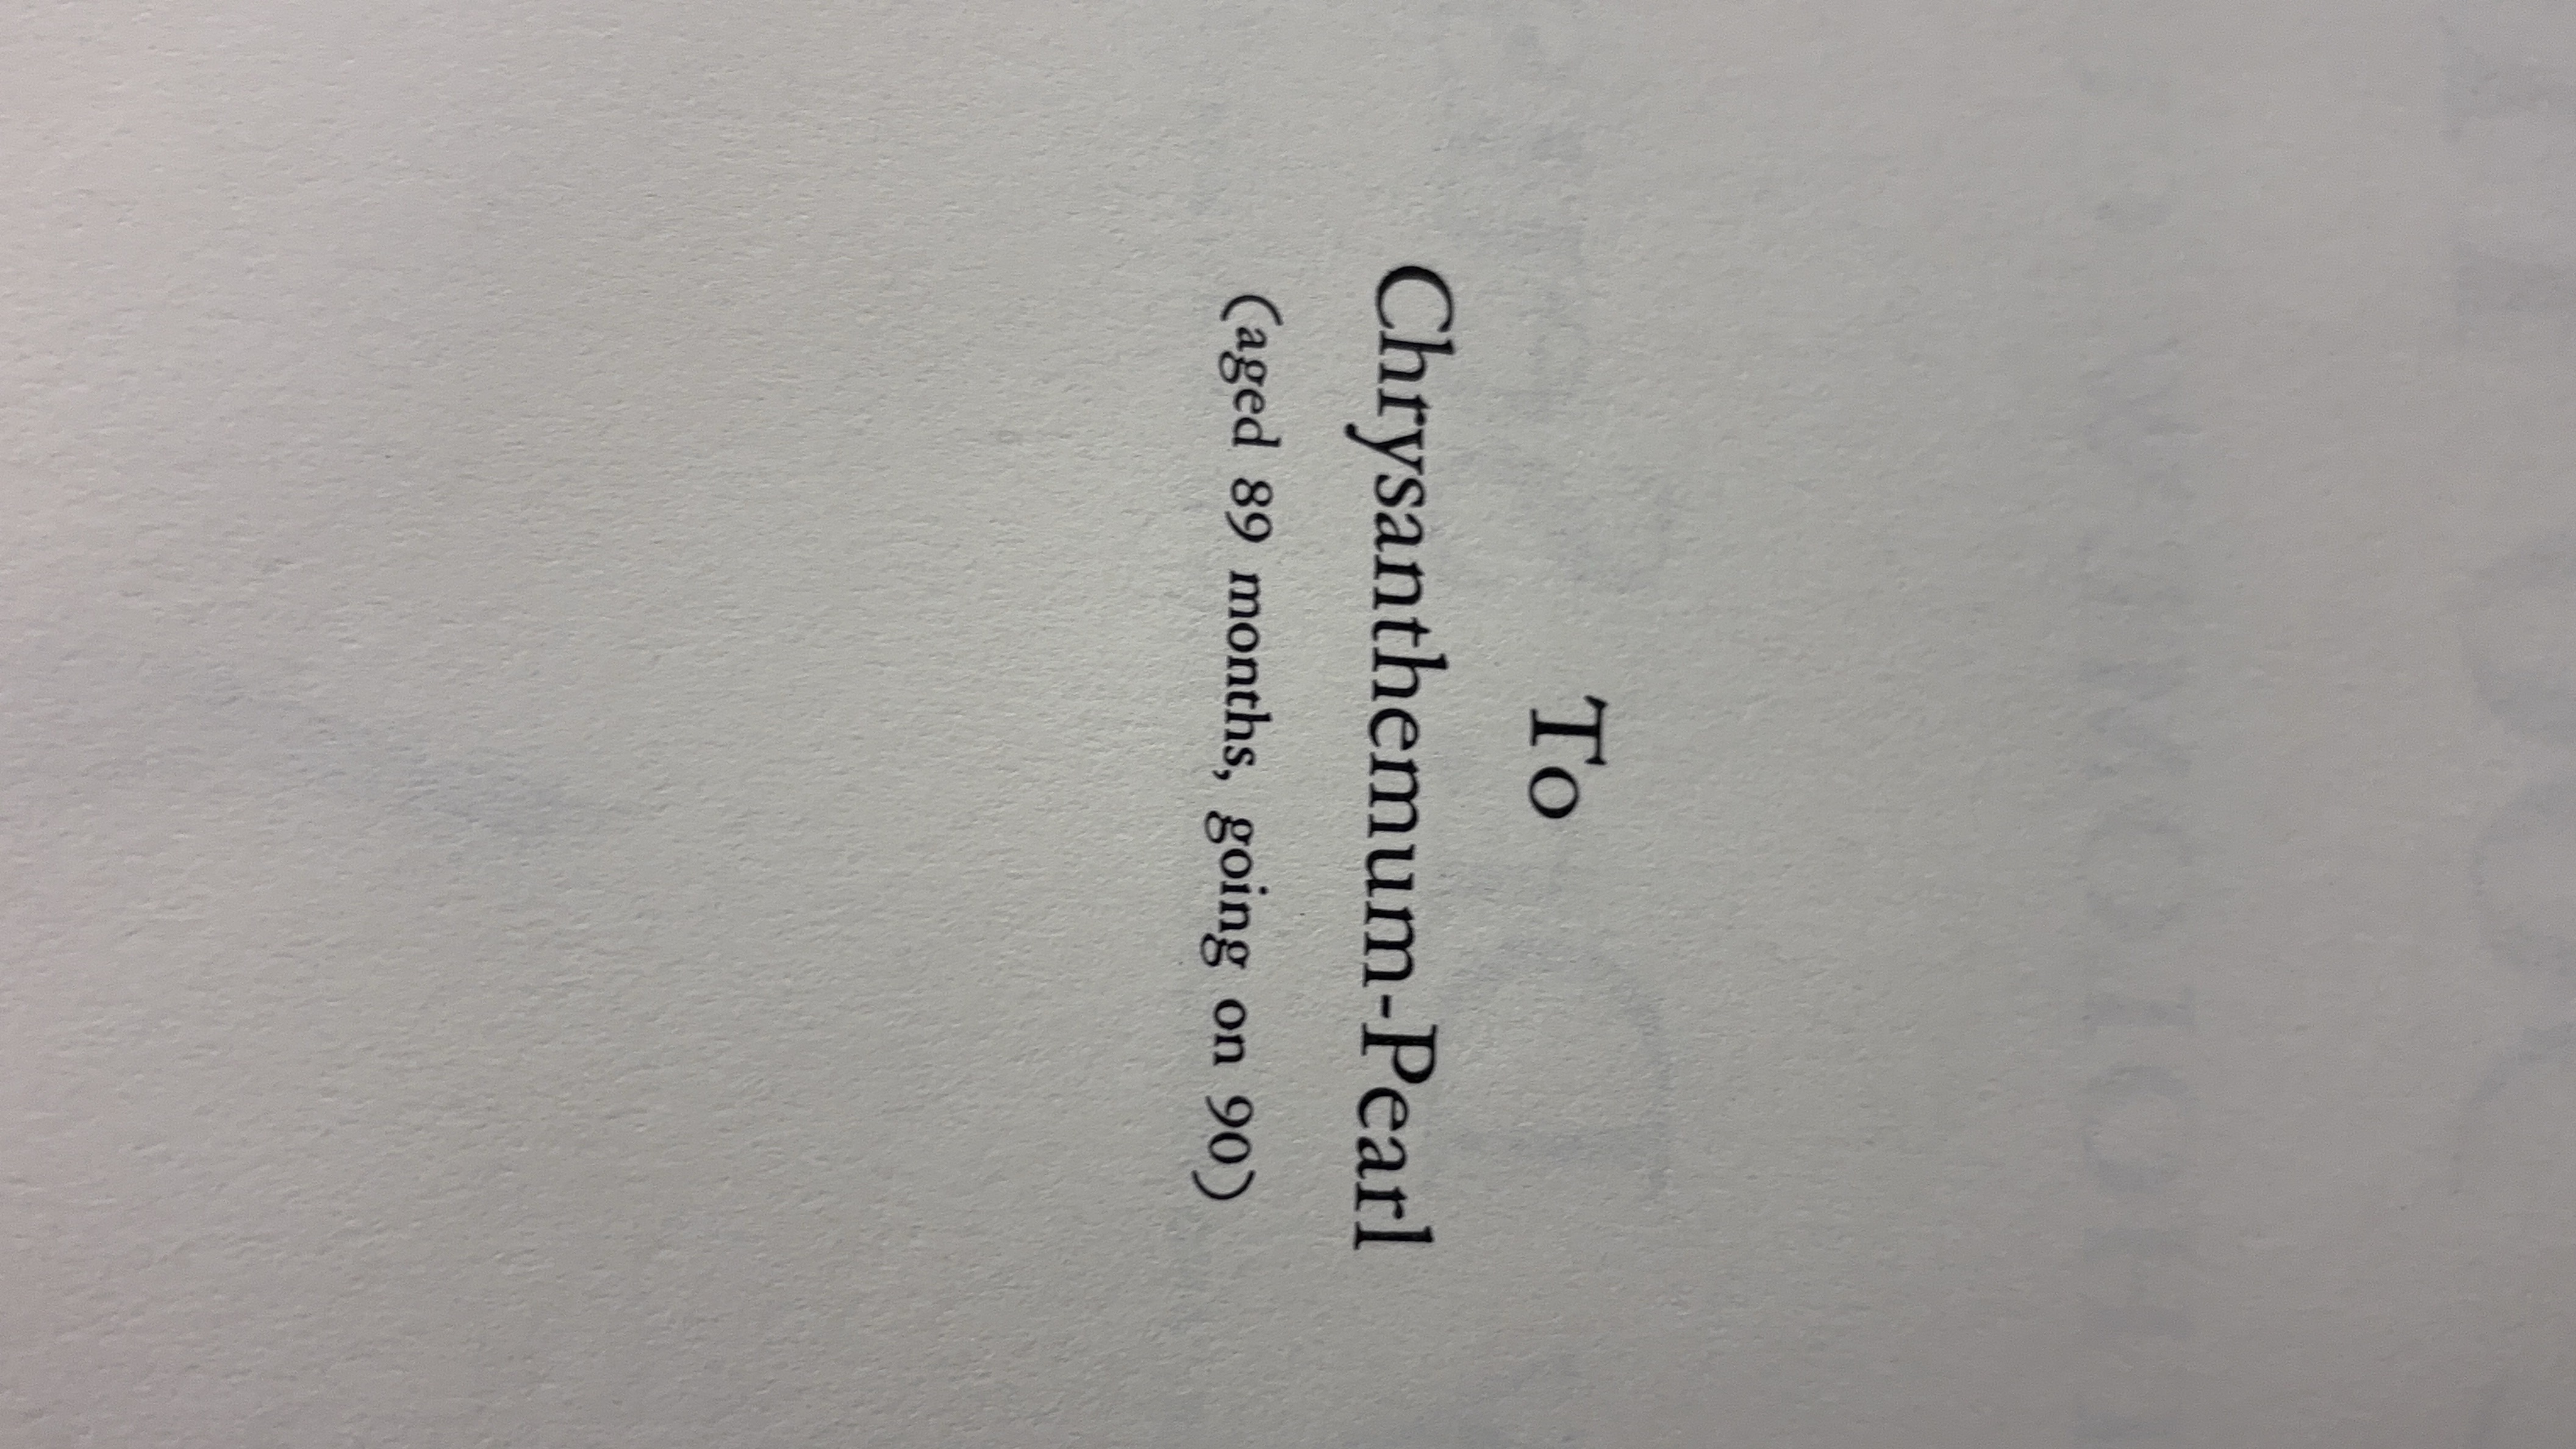 To
Chrysanthemum-Pearl
(aged 89 months, going on 90)